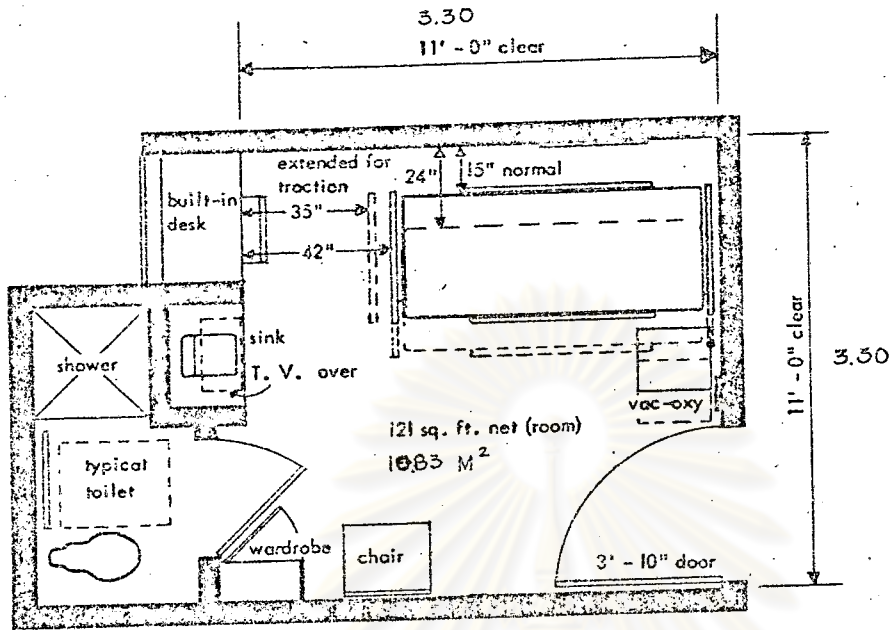 3.30
11' - 0" clear
extended for
traction
24"
15" normal
built-in
desk
35"
42"
sink
T. V. over
shower
11' - 0" clear
3.30
vac-oxy
121 sq. ft. net (room)
10.83 M²
typical
toilet
wardrobe
chair
3' - 10" door